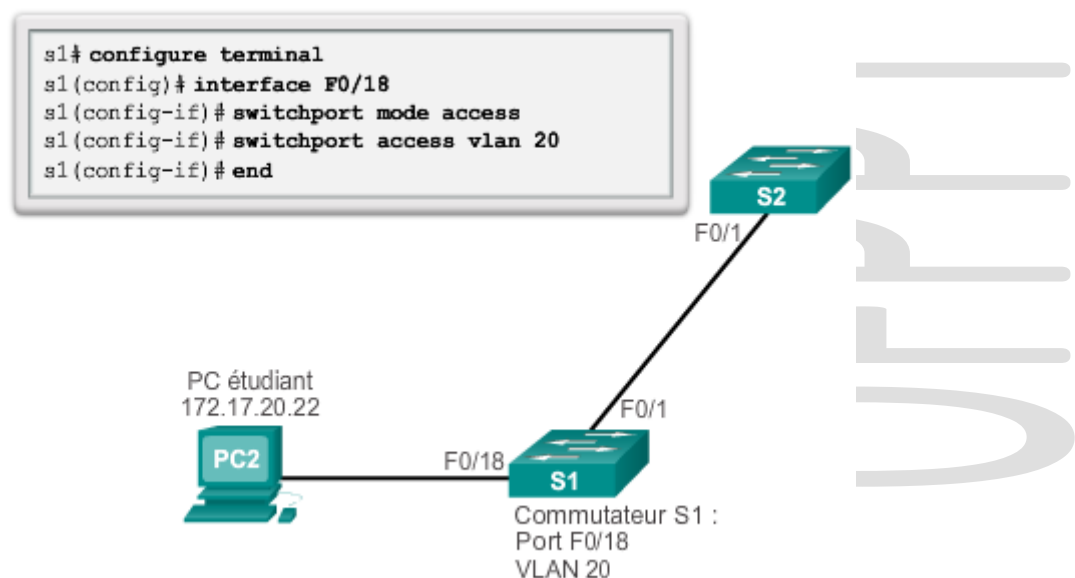 s1# configure terminal
s1(config)# interface F0/18
s1(config-if)# switchport mode access
s1(config-if)# switchport access vlan 20
s1(config-if)# end
S2
F0/1
PC étudiant
172.17.20.22
F0/1
PC2
F0/18
S1
Commutateur S1 :
Port F0/18
VLAN 20